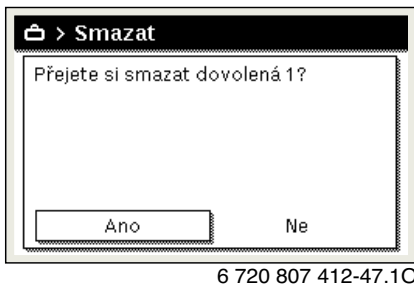 > Smazat
Přejete si smazat dovolená 1?
Ano Ne
6 720 807 412-47.1O